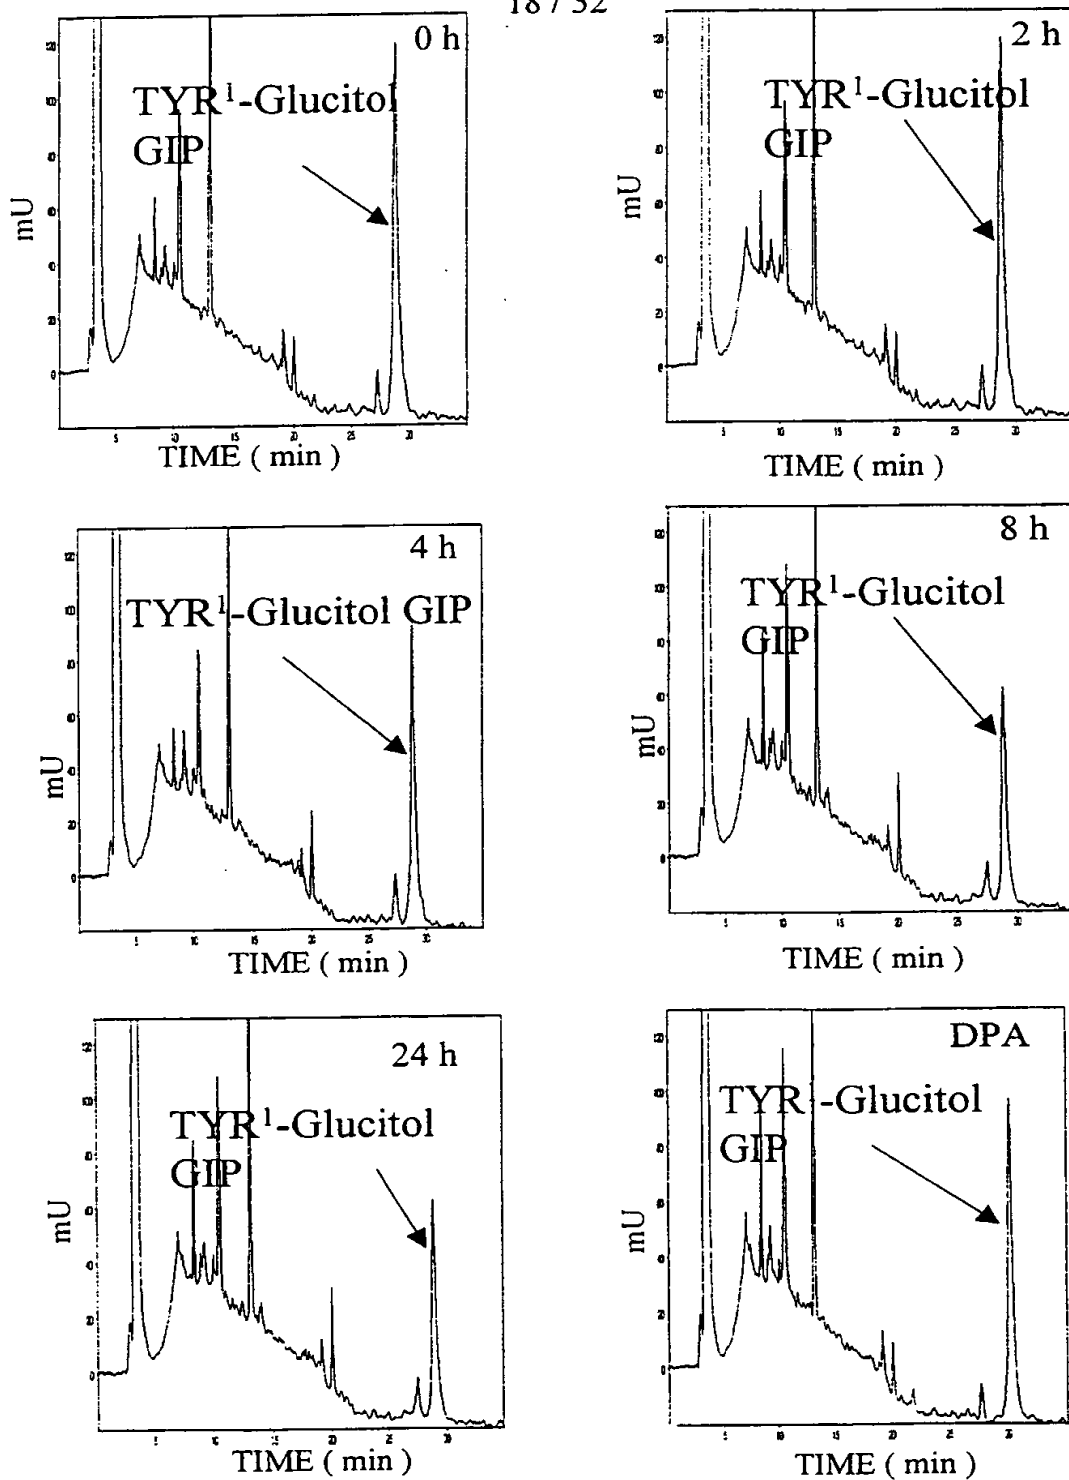 18 / 32
0 h
TYR¹-Glucitol
GIP
mU
TIME ( min )
2 h
TYR¹-Glucitol
GIP
mU
TIME ( min )
4 h
TYR¹-Glucitol GIP
mU
TIME ( min )
8 h
TYR¹-Glucitol
GIP
mU
TIME ( min )
24 h
TYR¹-Glucitol
GIP
mU
TIME ( min )
DPA
TYR-Glucitol
GIP
mU
TIME ( min )